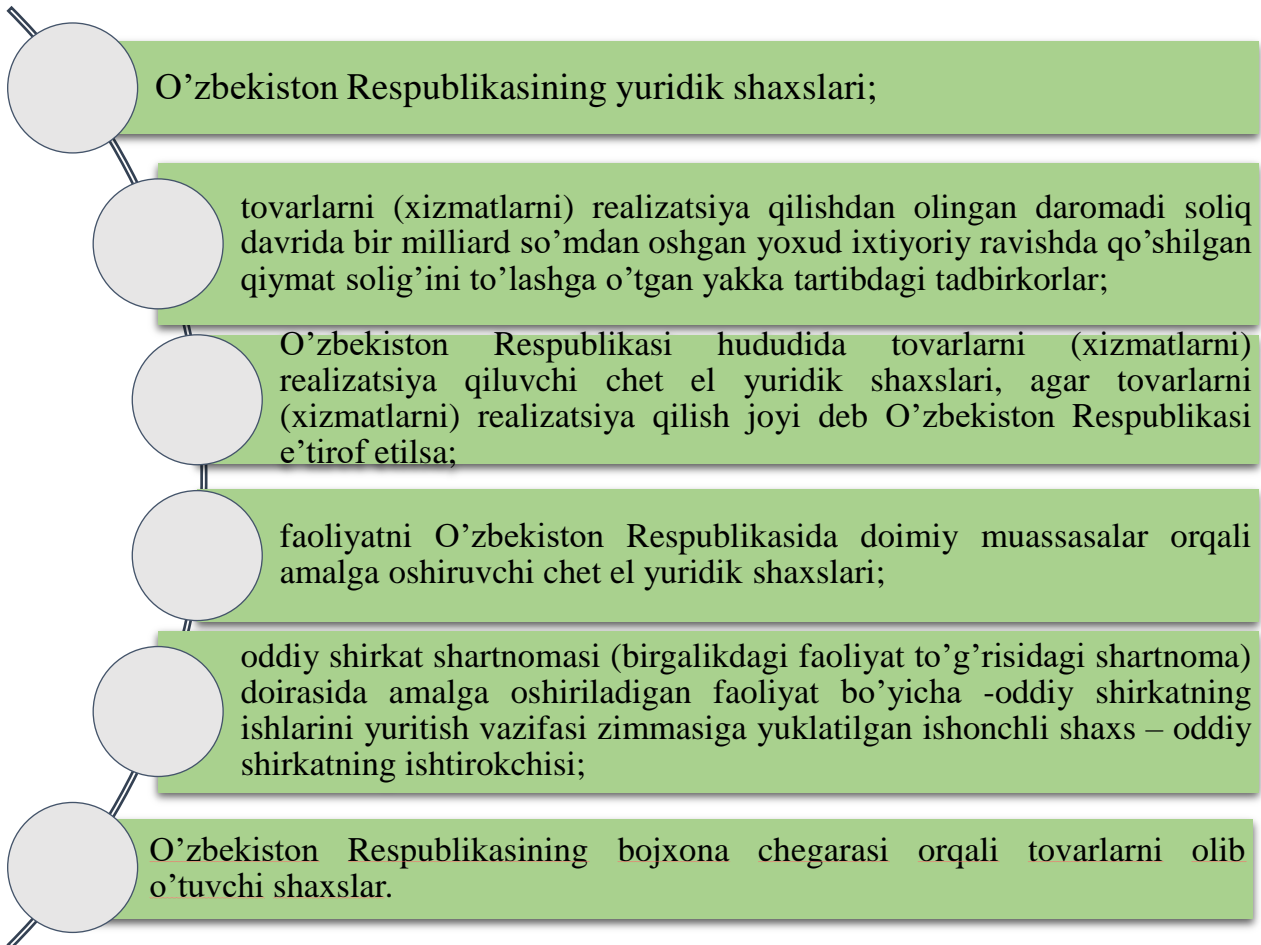 O’zbekiston Respublikasining yuridik shaxslari;
tovarlarni (xizmatlarni) realizatsiya qilishdan olingan daromadi soliq
davrida bir milliard so’mdan oshgan yoxud ixtiyoriy ravishda qo’shilgan
qiymat solig’ini to’lashga o’tgan yakka tartibdagi tadbirkorlar;
O’zbekiston Respublikasi hududida tovarlarni (xizmatlarni)
realizatsiya qiluvchi chet el yuridik shaxslari, agar tovarlarni
(xizmatlarni) realizatsiya qilish joyi deb O’zbekiston Respublikasi
e’tirof etilsa;
faoliyatni O’zbekiston Respublikasida doimiy muassasalar orqali
amalga oshiruvchi chet el yuridik shaxslari;
oddiy shirkat shartnomasi (birgalikdagi faoliyat to’g’risidagi shartnoma)
doirasida amalga oshiriladigan faoliyat bo’yicha -oddiy shirkatning
ishlarini yuritish vazifasi zimmasiga yuklatilgan ishonchli shaxs – oddiy
shirkatning ishtirokchisi;
O’zbekiston Respublikasining bojxona chegarasi orqali tovarlarni olib
o’tuvchi shaxslar.